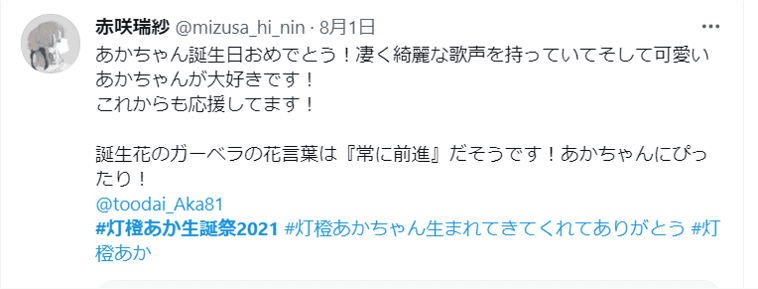 赤咲瑞紗 @mizusa_hi_nin · 8月1日
あかちゃん誕生日おめでとう！凄く綺麗な歌声を持っていてそして可愛い
あかちゃんが大好きです！
これからも応援してます！
誕生花のガーベラの花言葉は『常に前進』だそうです！あかちゃんにぴっ
たり！
@toodai_Aka81
#灯橙あか生誕祭2021 #灯橙あかちゃん生まれてきてくれてありがとう #灯
橙あか